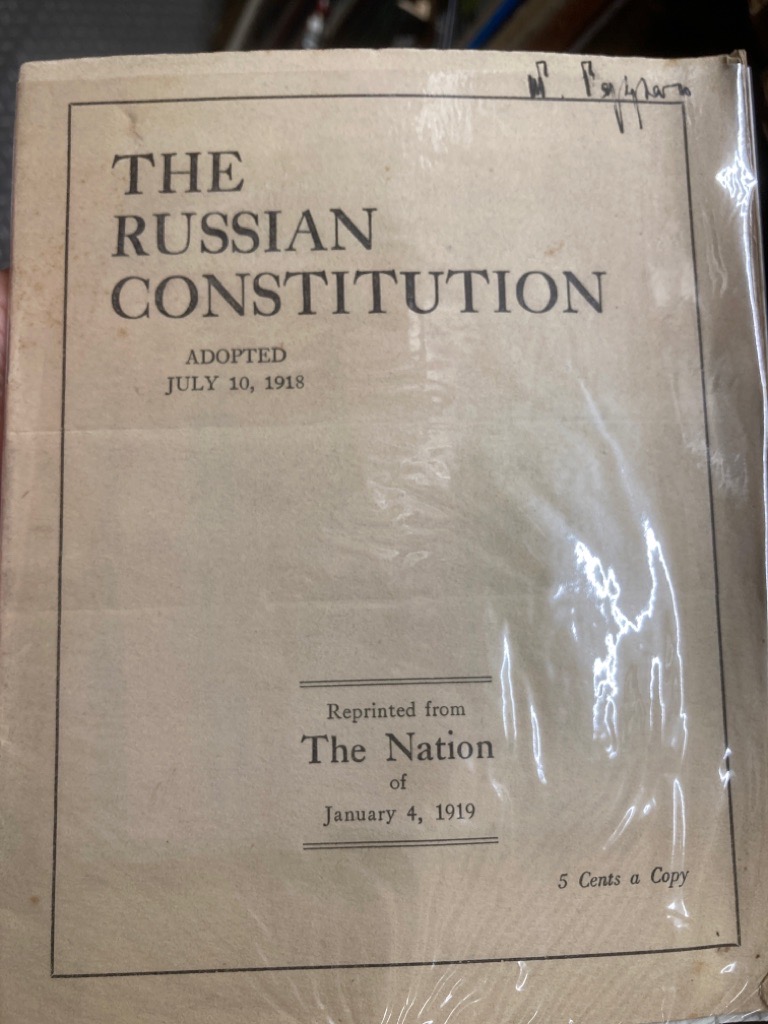 THE
RUSSIAN
CONSTITUTION
ADOPTED
JULY 10, 1918
Reprinted from
The Nation
of
January 4, 1919
5 Cents a Copy